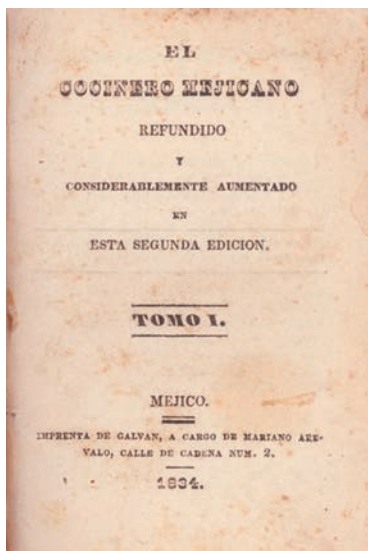 EL
COCINERO MEJICANO
REFUNDIDO
Y
CONSIDERABLEMENTE AUMENTADO
EN
ESTA SEGUNDA EDICION.
TOMO I.
MEJICO.
IMPRENTA DE GALVAN, A CARGO DE MARIANO ARE-
VALO, CALLE DE CADENA NUM. 2.
1834.